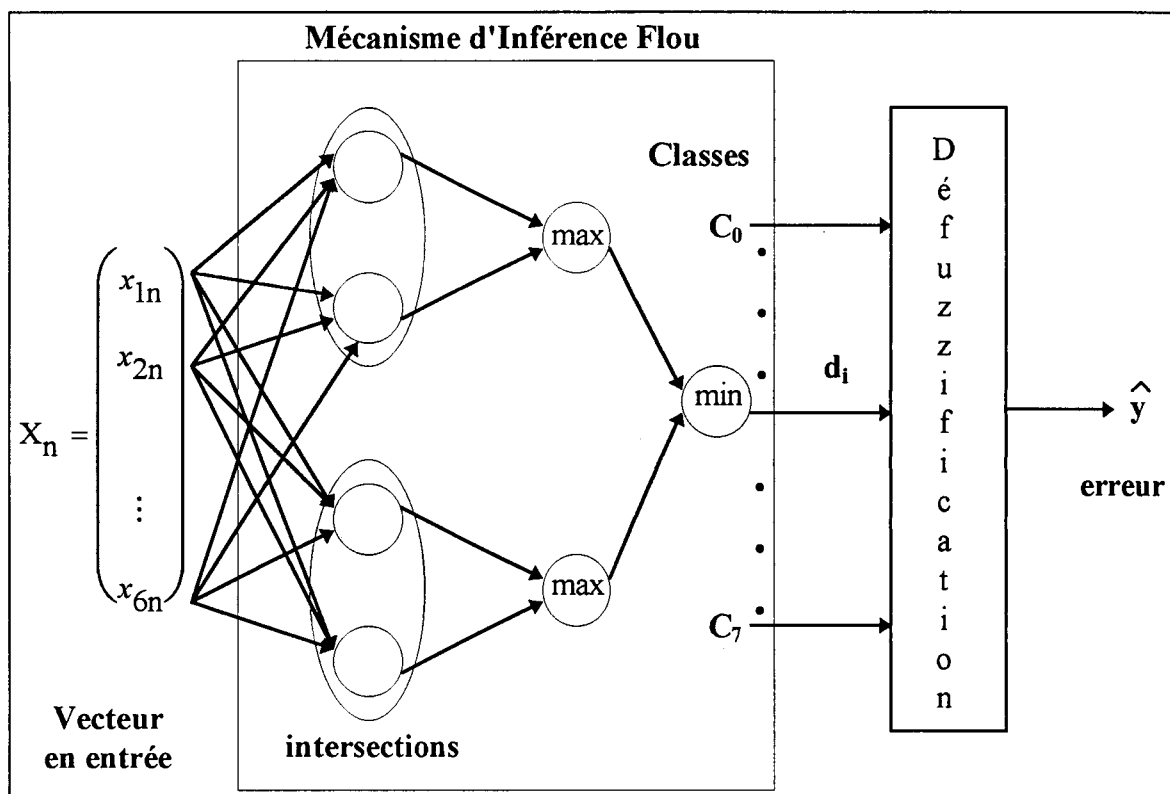 Mécanisme d'Inférence Flou
Classes
C0
max
x1n
x2n
Xn =
⋮
x6n
min
di
ŷ
erreur
max
C7
Défuzzification
Vecteur
en entrée
intersections